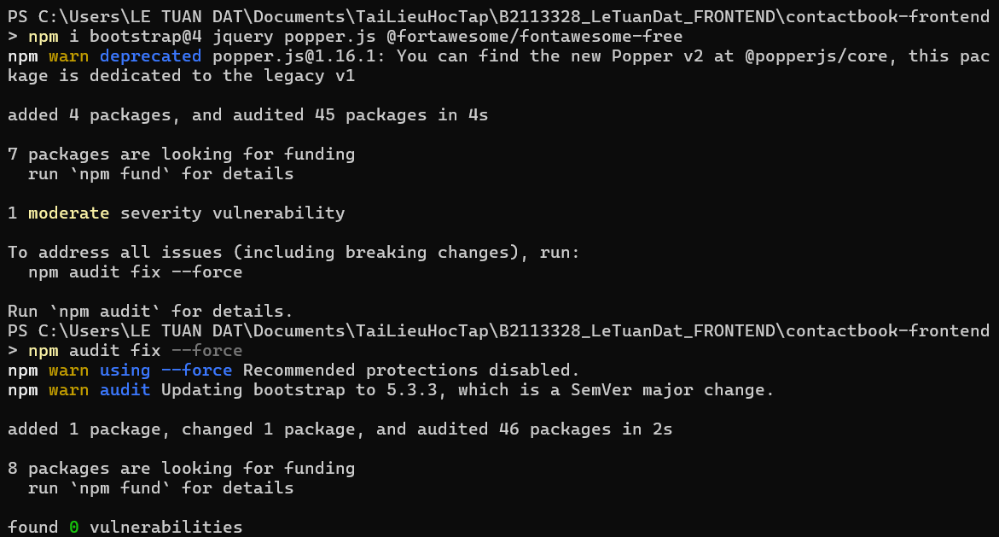 PS C:\Users\LE TUAN DAT\Documents\TaiLieuHocTap\B2113328_LeTuanDat_FRONTEND\contactbook-frontend
> npm i bootstrap@4 jquery popper.js @fortawesome/fontawesome-free
npm warn deprecated popper.js@1.16.1: You can find the new Popper v2 at @popperjs/core, this pac
kage is dedicated to the legacy v1
added 4 packages, and audited 45 packages in 4s
7 packages are looking for funding
  run `npm fund` for details
1 moderate severity vulnerability
To address all issues (including breaking changes), run:
  npm audit fix --force
Run `npm audit` for details.
PS C:\Users\LE TUAN DAT\Documents\TaiLieuHocTap\B2113328_LeTuanDat_FRONTEND\contactbook-frontend
> npm audit fix --force
npm warn using --force Recommended protections disabled.
npm warn audit Updating bootstrap to 5.3.3, which is a SemVer major change.
added 1 package, changed 1 package, and audited 46 packages in 2s
8 packages are looking for funding
  run `npm fund` for details
found 0 vulnerabilities